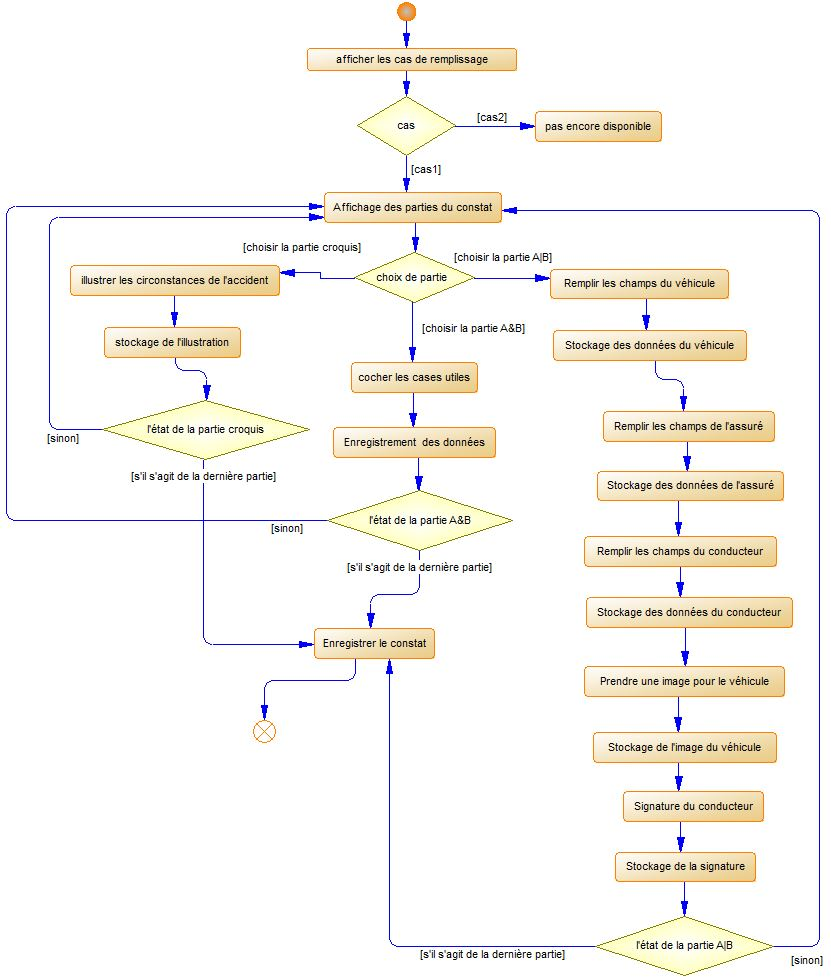 afficher les cas de remplissage
cas
[cas2]
pas encore disponible
[cas1]
Affichage des parties du constat
[choisir la partie croquis]
[choisir la partie A|B]
illustrer les circonstances de l'accident
choix de partie
Remplir les champs du véhicule
[choisir la partie A&B]
stockage de l'illustration
Stockage des données du véhicule
cocher les cases utiles
Remplir les champs de l'assuré
l'état de la partie croquis
[sinon]
Enregistrement des données
[s'il s'agit de la dernière partie]
Stockage des données de l'assuré
l'état de la partie A&B
[sinon]
Remplir les champs du conducteur
[s'il s'agit de la dernière partie]
Stockage des données du conducteur
Enregistrer le constat
Prendre une image pour le véhicule
Stockage de l'image du véhicule
Signature du conducteur
Stockage de la signature
l'état de la partie A|B
[s'il s'agit de la dernière partie]
[sinon]